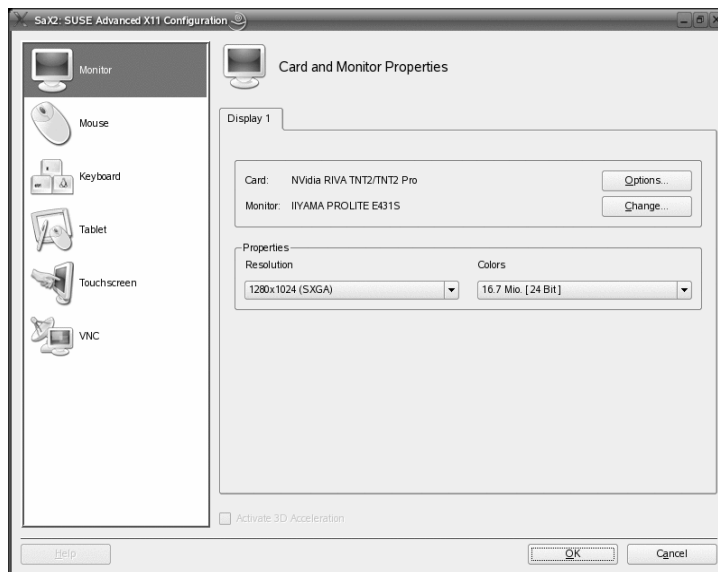 SaX2: SUSE Advanced X11 Configuration
Monitor
Mouse
Keyboard
Tablet
Touchscreen
VNC
Card and Monitor Properties
Display 1
Card: NVidia RIVA TNT2/TNT2 Pro
Options...
Monitor: IIYAMA PROLITE E431S
Change...
Properties
Resolution Colors
1280x1024 (SXGA) 16.7 Mio. [ 24 Bit ]
Activate 3D Acceleration
Help OK Cancel